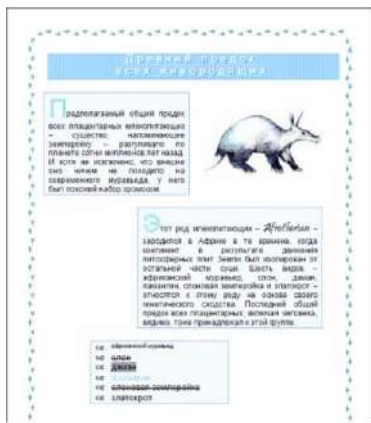 Древний предок
всех живородящих
Предполагаемый общий предок
всех плацентарных млекопитающих
– существо, напоминающее
землеройку – разгуливало по
планете сотни миллионов лет назад.
И хотя не исключено, что внешне
оно ничем не походило на
современного муравьеда, у него
был похожий набор хромосом.
Этот род млекопитающих – Afrotherian –
зародился в Африке в те времена, когда
континент в результате движения
литосферных плит Земли был изолирован от
остальной части суши. Шесть видов –
африканский муравьед, слон, даман,
ламантин, слоновая землеройка и златокрот –
относятся к этому роду на основе своего
генетического сходства. Последний общий
предок всех плацентарных, включая человека,
видимо, тоже принадлежал к этой группе.
африканский муравьед
слон
даман
слоновая землеройка
златокрот